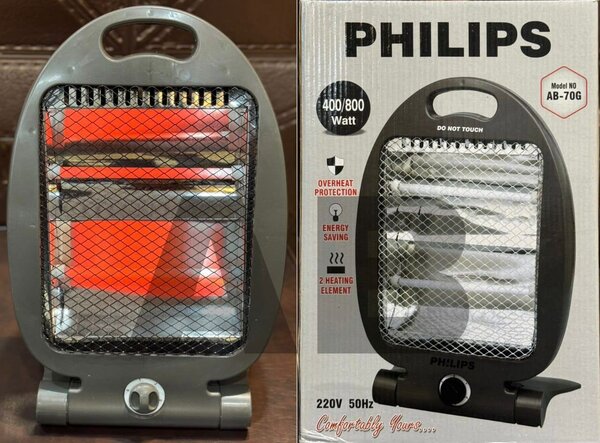 PHILIPS
400/800
Watt
Model NO
AB-70G
DO NOT TOUCH
OVERHEAT
PROTECTION
ENERGY
SAVING
2 HEATING
ELEMENT
PHILIPS
220V 50Hz
Comfortably Yours....